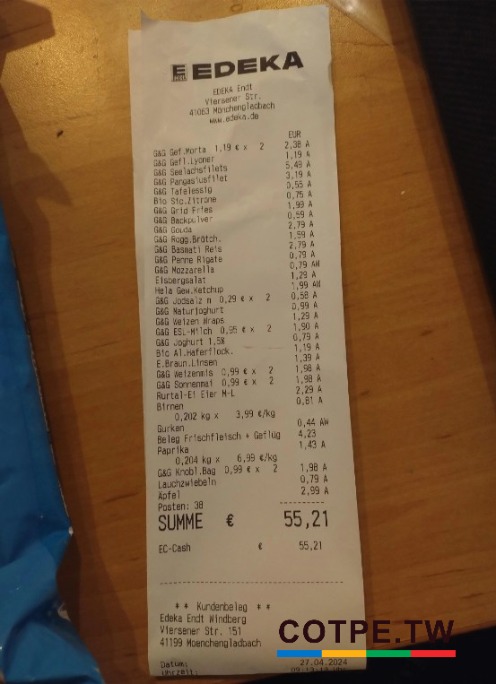 EDEKA
EDEKA Endt
Viersener Str.
41063 Mönchengladbach
www.edeka.de
EUR
G&G Gef.Morta 1,19 € x 2 2,38 A
G&G Gefl.Lyoner 1,19 A
G&G Seelachsfilets 5,49 A
G&G Pangasiusfilet 3,19 A
G&G Tafelessig 0,55 A
Bio Siz.Zitrone 0,75 A
G&G Grid Fries 1,99 A
G&G Backpulver 0,59 A
G&G Gouda 2,79 A
G&G Rogg.Brötch. 1,59 A
G&G Basmati Reis 2,79 A
G&G Penne Rigate 0,79 A
G&G Mozzarella 0,79 AW
Eisbergsalat 1,29 A
Hela Gew.Ketchup 1,99 AW
G&G Jodsalz m 0,29 € x 2 0,58 A
G&G Naturjoghurt 0,99 A
G&G Weizen Wraps 1,29 A
G&G ESL-Milch 0,95 € x 2 1,90 A
G&G Joghurt 1,5% 0,79 A
Bio Al.Haferflock. 1,19 A
E.Braun.Linsen 1,39 A
G&G Weizenmis 0,99 € x 2 1,98 A
G&G Sonnenmai 0,99 € x 2 1,98 A
Rurtal-Ei Eier M-L 2,29 A
Birnen 0,81 A
0,202 kg x 3,99 €/kg
Gurken 0,44 AW
Beleg Frischfleisch + Geflüg 4,23
Paprika 1,43 A
0,204 kg x 6,99 €/kg
G&G Knobl.Bag 0,99 € x 2 1,98 A
Lauchzwiebeln 0,79 A
Äpfel 2,99 A
Posten: 38
SUMME € 55,21
EC-Cash € 55,21
* * Kundenbeleg * *
Edeka Endt Windberg
Viersener Str. 151
41199 Moenchengladbach
Datum: 27.04.2024
Uhrzeit:
COTPE.TW